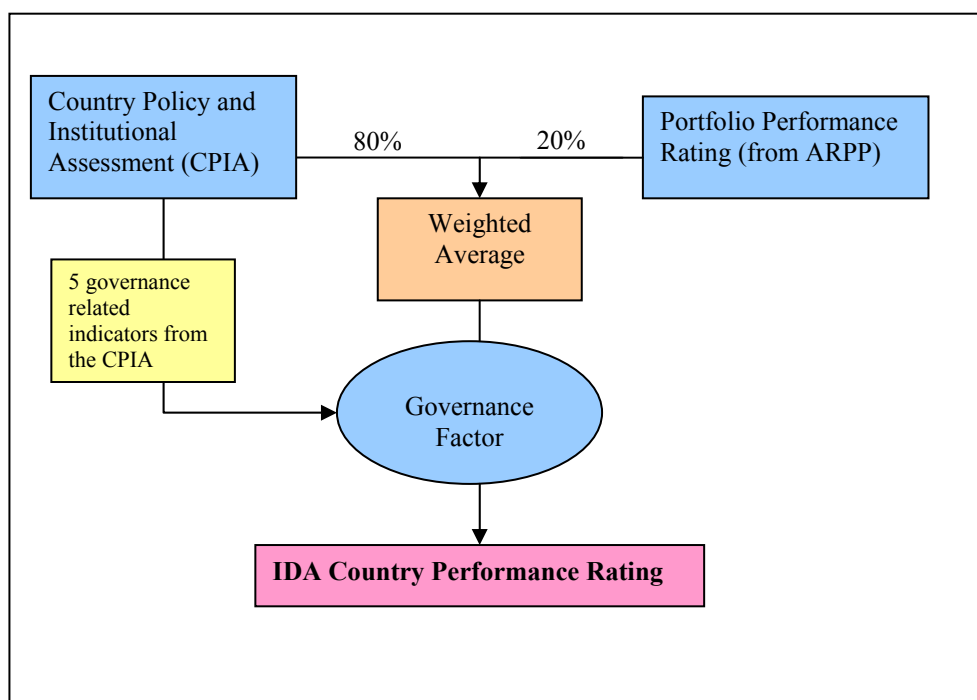 Country Policy and
Institutional
Assessment (CPIA)
80%
20%
Portfolio Performance
Rating (from ARPP)
Weighted
Average
5 governance
related
indicators from
the CPIA
Governance
Factor
IDA Country Performance Rating